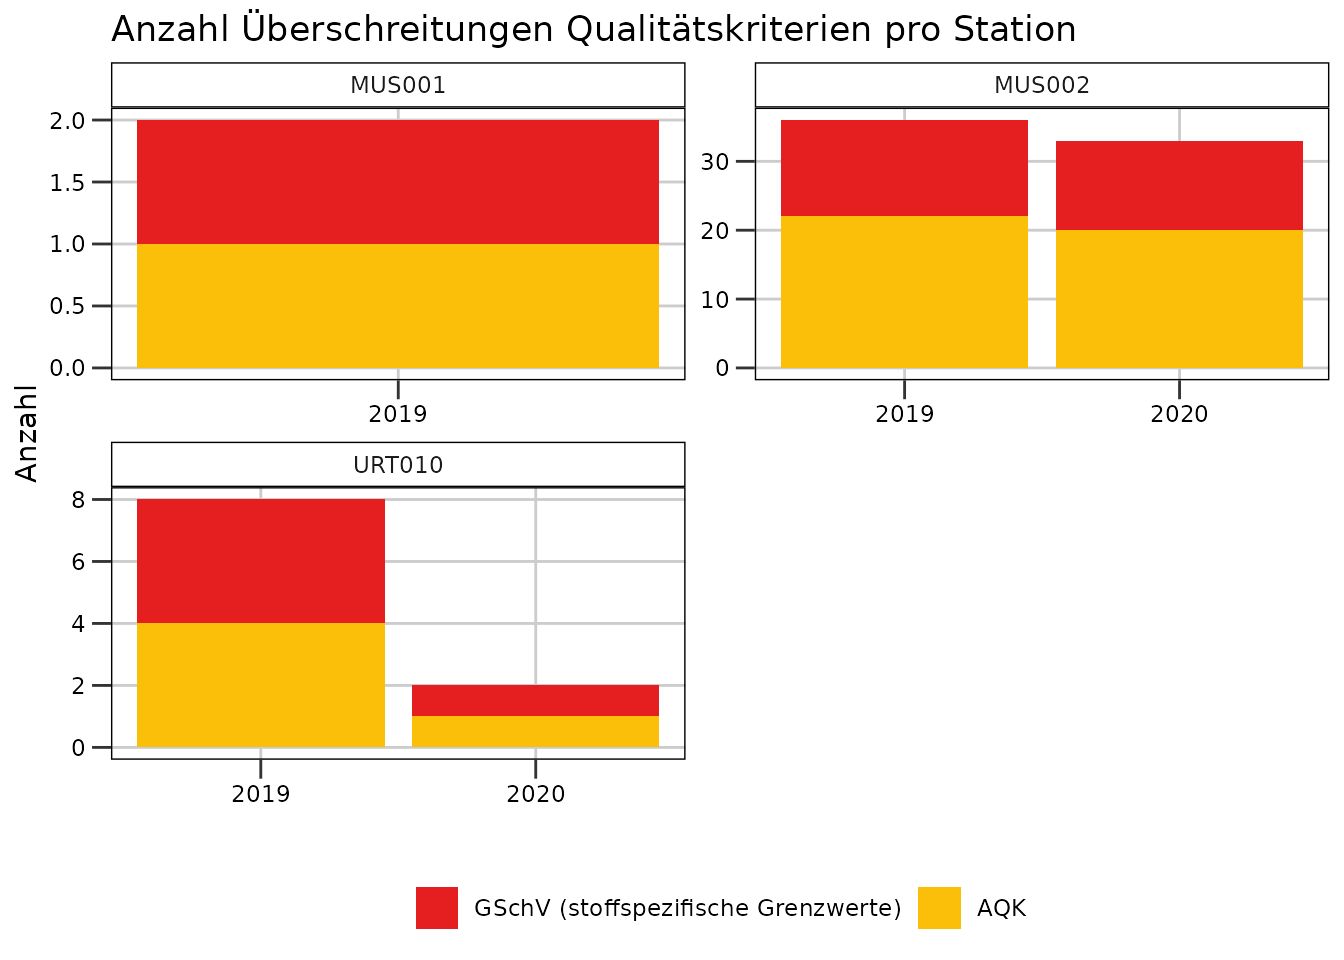 Anzahl Überschreitungen Qualitätskriterien pro Station
MUS001
2.0
1.5
1.0
0.5
0.0
2019
MUS002
30
20
10
0
2019 2020
Anzahl
URT010
8
6
4
2
0
2019 2020
GSchV (stoffspezifische Grenzwerte) AQK